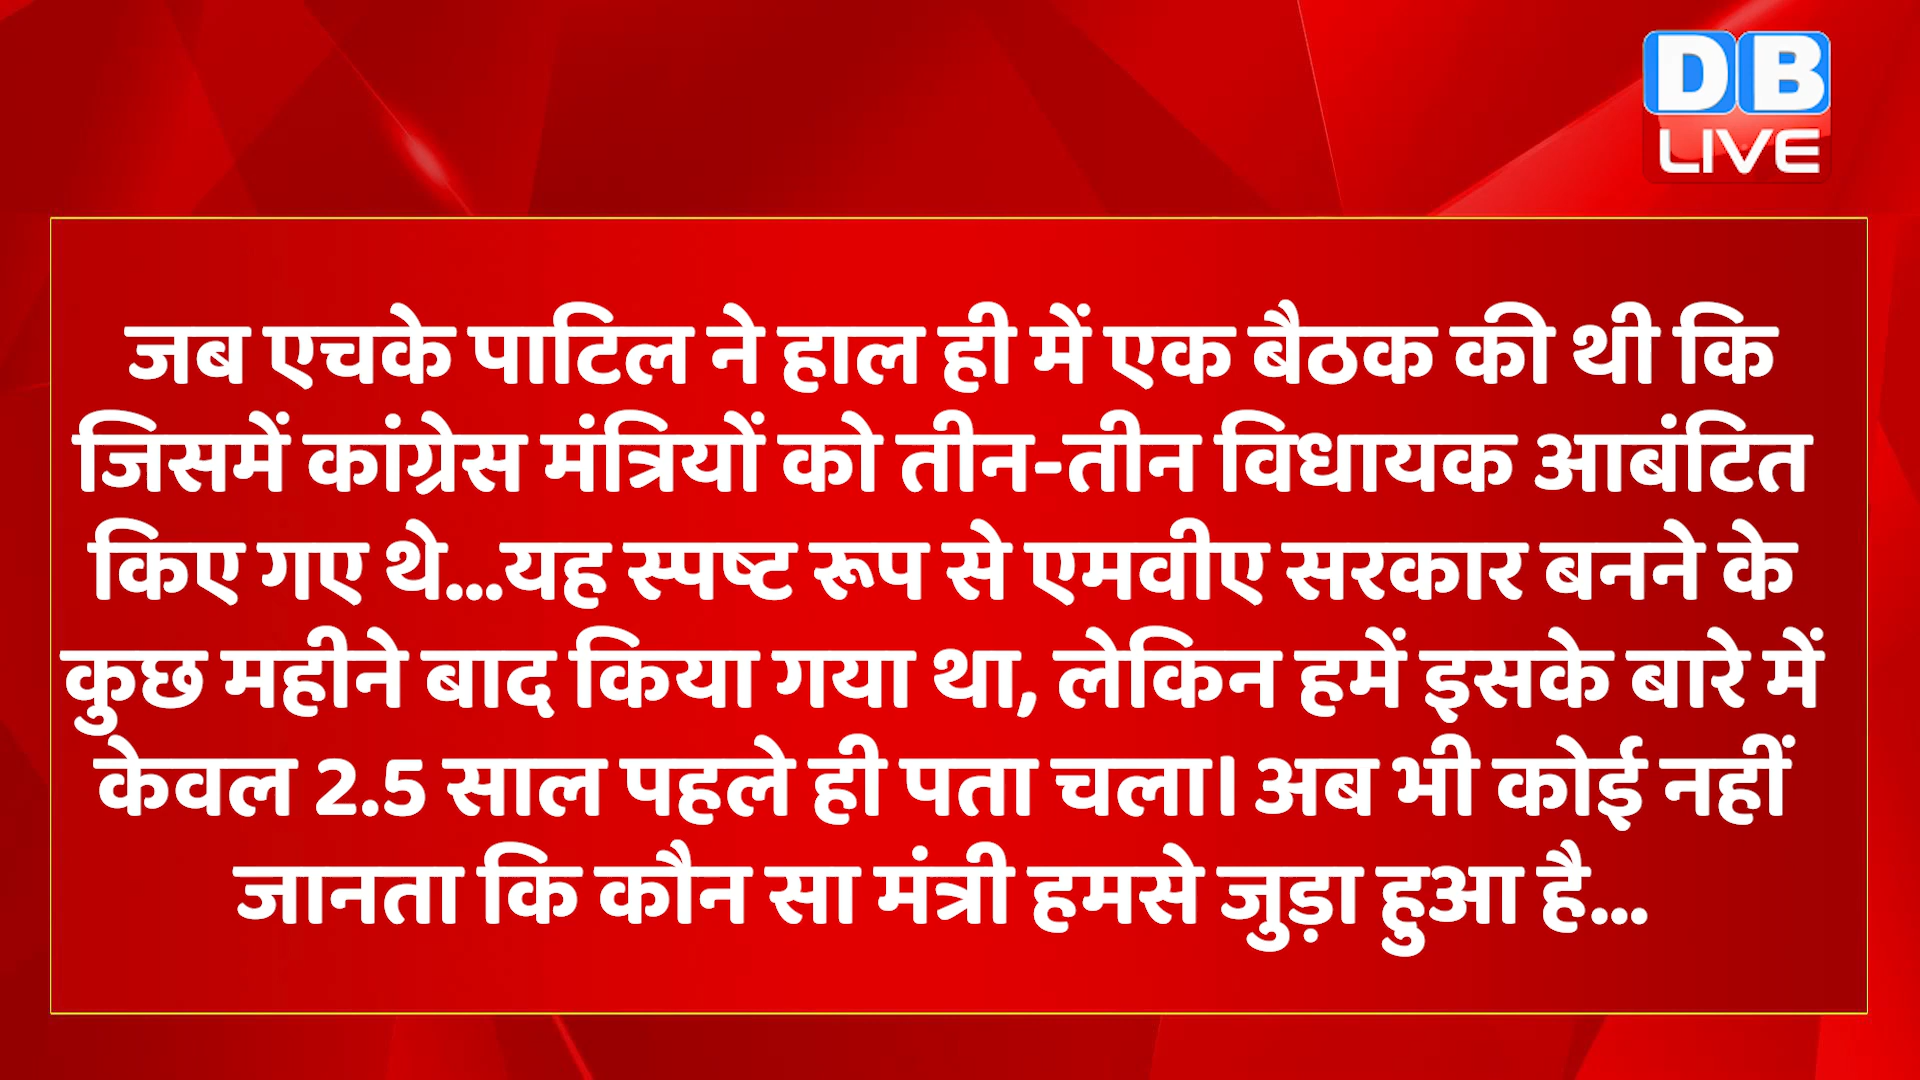 DB
LIVE
जब एचके पाटिल ने हाल ही में एक बैठक की थी कि
जिसमें कांग्रेस मंत्रियों को तीन-तीन विधायक आबंटित
किए गए थे...यह स्पष्ट रूप से एमवीए सरकार बनने के
कुछ महीने बाद किया गया था, लेकिन हमें इसके बारे में
केवल 2.5 साल पहले ही पता चला। अब भी कोई नहीं
जानता कि कौन सा मंत्री हमसे जुड़ा हुआ है...